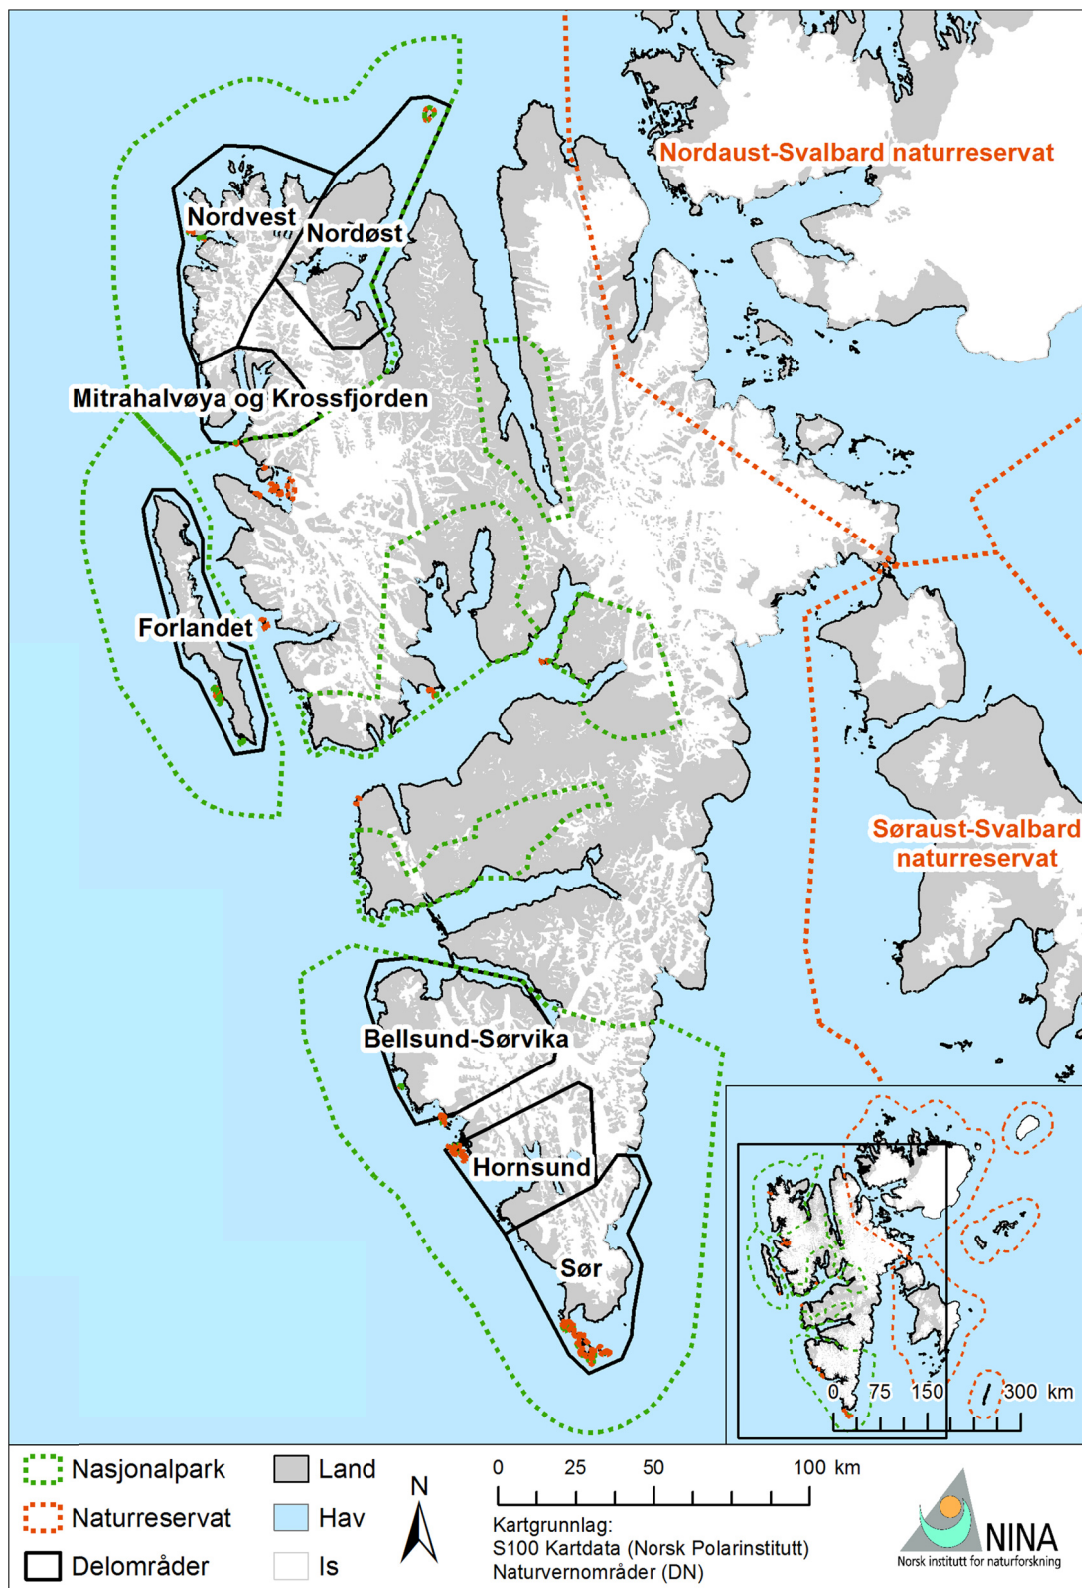 Nordaust-Svalbard naturreservat
Nordvest
Nordøst
Mitrahalvøya og Krossfjorden
Forlandet
Søraust-Svalbard
naturreservat
Bellsund-Sørvika
Hornsund
Sør
0 75 150 300 km
Nasjonalpark
Naturreservat
Delområder
Land
Hav
Is
N
0 25 50 100 km
Kartgrunnlag:
S100 Kartdata (Norsk Polarinstitutt)
Naturvernområder (DN)
NINA
Norsk institutt for naturforskning